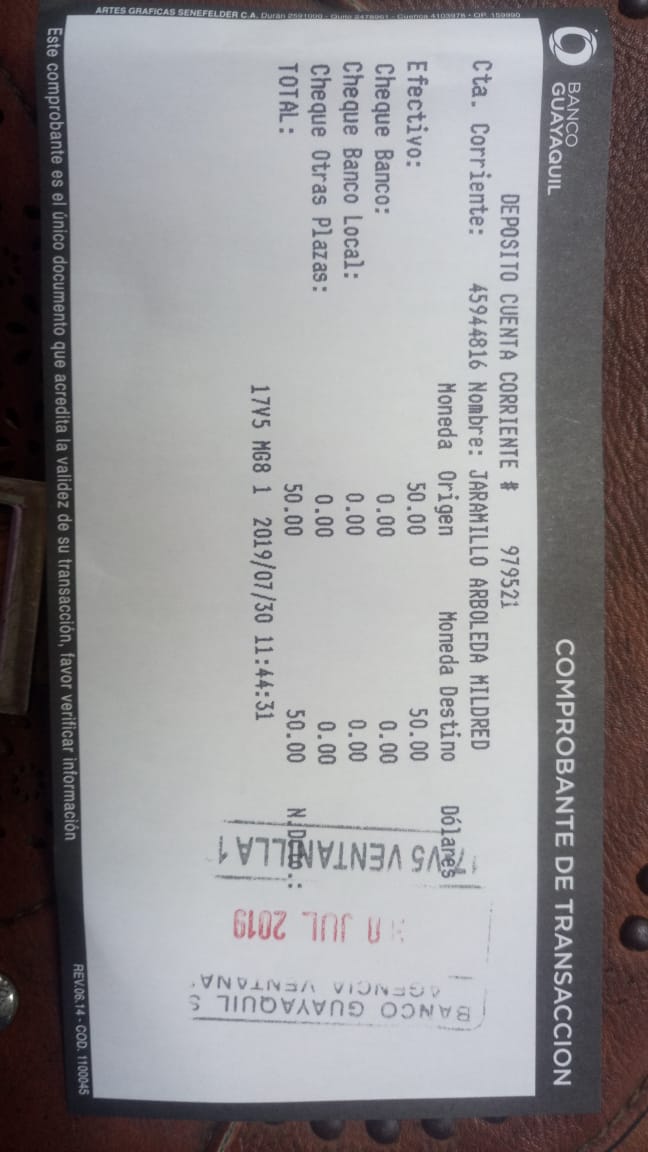 BANCO
GUAYAQUIL
COMPROBANTE DE TRANSACCION
DEPOSITO CUENTA CORRIENTE # 979521
Cta. Corriente: 45944816 Nombre: JARAMILLO ARBOLEDA MILDRED
Moneda Origen Moneda Destino Dólares
Efectivo: 50.00 50.00
Cheque Banco: 0.00 0.00
Cheque Banco Local: 0.00 0.00
Cheque Otras Plazas: 0.00 0.00
TOTAL: 50.00 50.00
17V5 MG8 1 2019/07/30 11:44:31
17V5 VENTANILLA 1
JUL 2019
BANCO GUAYAQUIL S
AGENCIA VENTANA
Este comprobante es el único documento que acredita la validez de su transacción, favor verificar información
REV.06.14 - COD. 1100045
ARTES GRAFICAS SENEFELDER C.A.